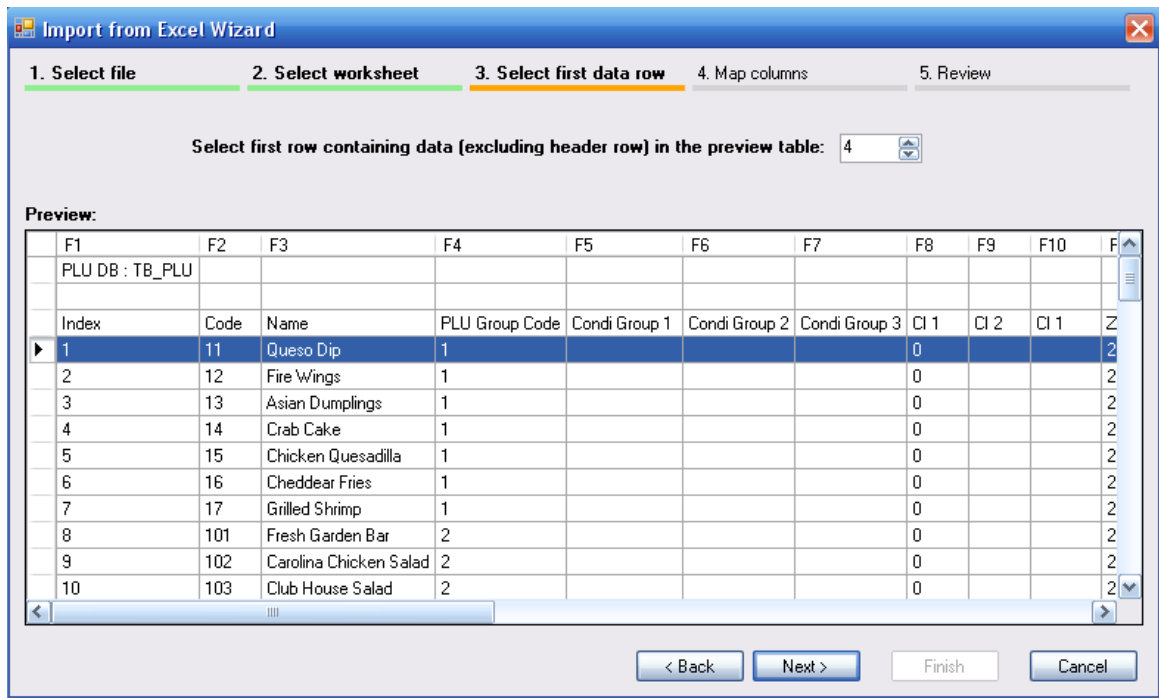 Import from Excel Wizard
1. Select file 2. Select worksheet 3. Select first data row 4. Map columns 5. Review
Select first row containing data (excluding header row) in the preview table: 4
Preview:
F1 F2 F3 F4 F5 F6 F7 F8 F9 F10 F
PLU DB : TB_PLU
Index Code Name PLU Group Code Condi Group 1 Condi Group 2 Condi Group 3 CI 1 CI 2 CI 1 Z
1 11 Queso Dip 1 0 2
2 12 Fire Wings 1 0 2
3 13 Asian Dumplings 1 0 2
4 14 Crab Cake 1 0 2
5 15 Chicken Quesadilla 1 0 2
6 16 Cheddear Fries 1 0 2
7 17 Grilled Shrimp 1 0 2
8 101 Fresh Garden Bar 2 0 2
9 102 Carolina Chicken Salad 2 0 2
10 103 Club House Salad 2 0 2
< Back Next > Finish Cancel